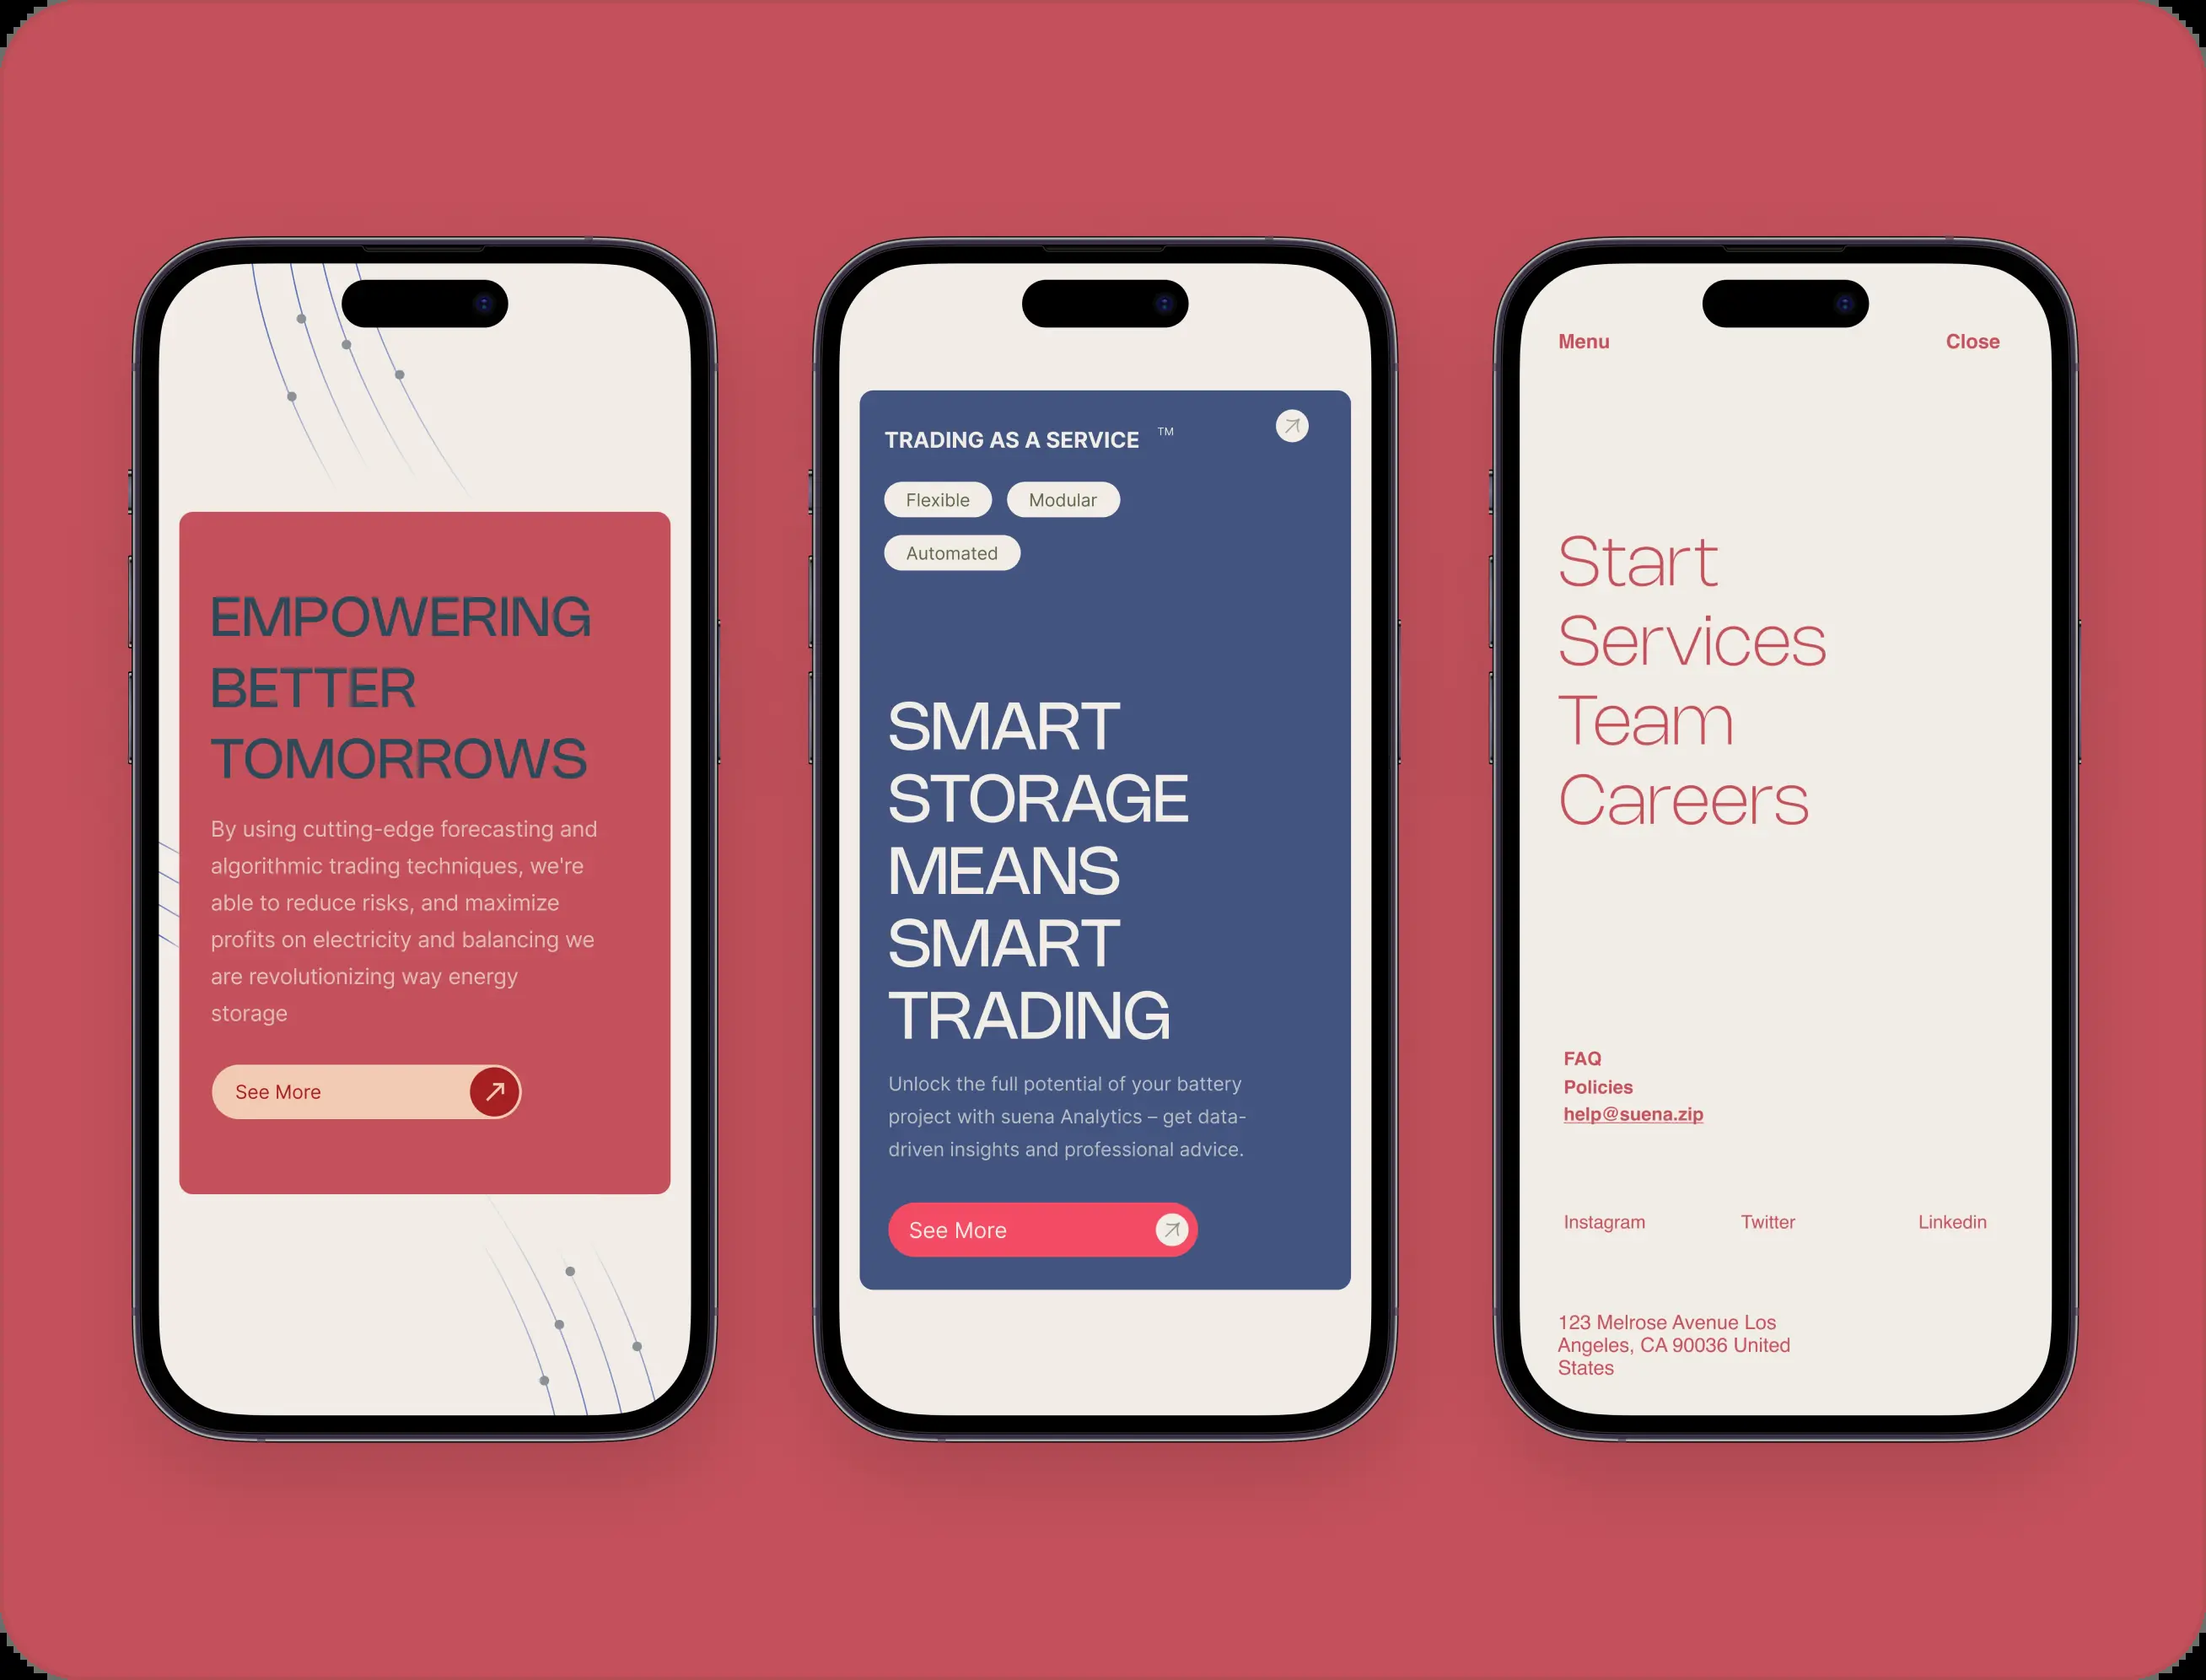 EMPOWERING
BETTER
TOMORROWS
By using cutting-edge forecasting and
algorithmic trading techniques, we're
able to reduce risks, and maximize
profits on electricity and balancing we
are revolutionizing way energy
storage
See More
TRADING AS A SERVICE TM
Flexible Modular
Automated
SMART
STORAGE
MEANS
SMART
TRADING
Unlock the full potential of your battery
project with suena Analytics – get data-
driven insights and professional advice.
See More
Menu Close
Start
Services
Team
Careers
FAQ
Policies
help@suena.zip
Instagram Twitter Linkedin
123 Melrose Avenue Los
Angeles, CA 90036 United
States